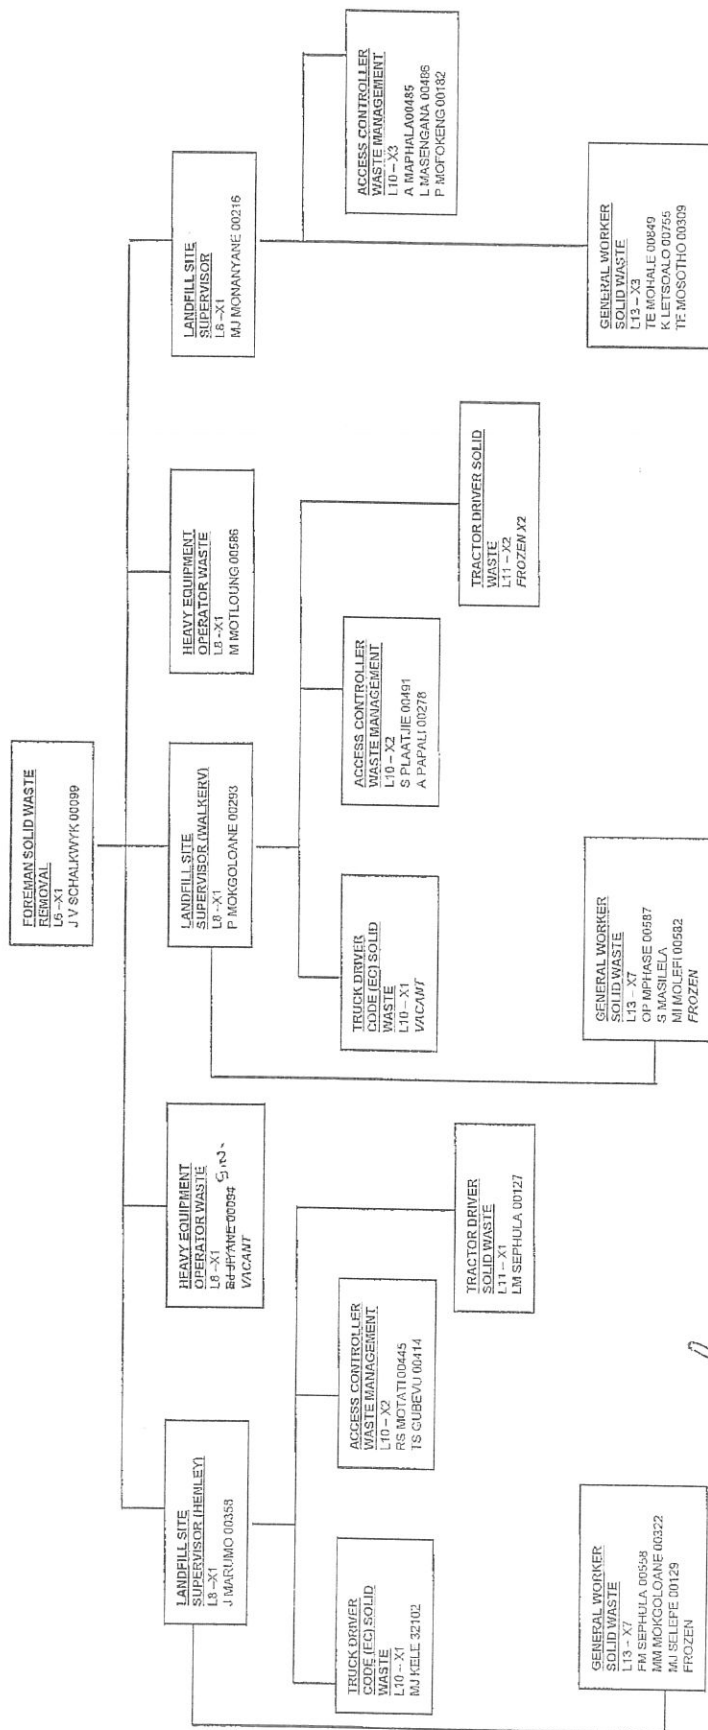 FOREMAN SOLID WASTE
REMOVAL
L6 –X1
J V SCHALKWYK 00099
LANDFILL SITE
SUPERVISOR (HENLEY)
L8 –X1
J MARUMO 00358
HEAVY EQUIPMENT
OPERATOR WASTE
L8 –X1
VACANT
LANDFILL SITE
SUPERVISOR (WALKERV)
L8 –X1
P MOKGOLOANE 00293
HEAVY EQUIPMENT
OPERATOR WASTE
L8 –X1
M MOTLOUNG 00586
LANDFILL SITE
SUPERVISOR
L8 –X1
MJ MONANYANE 00216
TRUCK DRIVER
CODE (EC) SOLID
WASTE
L10 – X1
MJ KELE 32102
ACCESS CONTROLLER
WASTE MANAGEMENT
L10 – X2
RS MOTATI 00445
TS GUBEVU 00414
TRACTOR DRIVER
SOLID WASTE
L11 – X1
LM SEPHULA 00127
TRUCK DRIVER
CODE (EC) SOLID
WASTE
L10 – X1
VACANT
ACCESS CONTROLLER
WASTE MANAGEMENT
L10 – X2
S PLAATJIE 00491
A PAPALI 00278
TRACTOR DRIVER SOLID
WASTE
L11 – X2
FROZEN X2
ACCESS CONTROLLER
WASTE MANAGEMENT
L10 – X3
A MAPHALA00485
L MASENGANA 00486
P MOFOKENG 00182
GENERAL WORKER
SOLID WASTE
L13 – X7
FM SEPHULA 00558
MM MOKGOLOANE 00322
MJ SELEPE 00129
FROZEN
GENERAL WORKER
SOLID WASTE
L13 – X7
OP MPHASE 00587
S MASILELA
MI MOLEFI 00582
FROZEN
GENERAL WORKER
SOLID WASTE
L13 – X3
TE MOHALE 00849
K LETSOALO 00755
TE MOSOTHO 00309